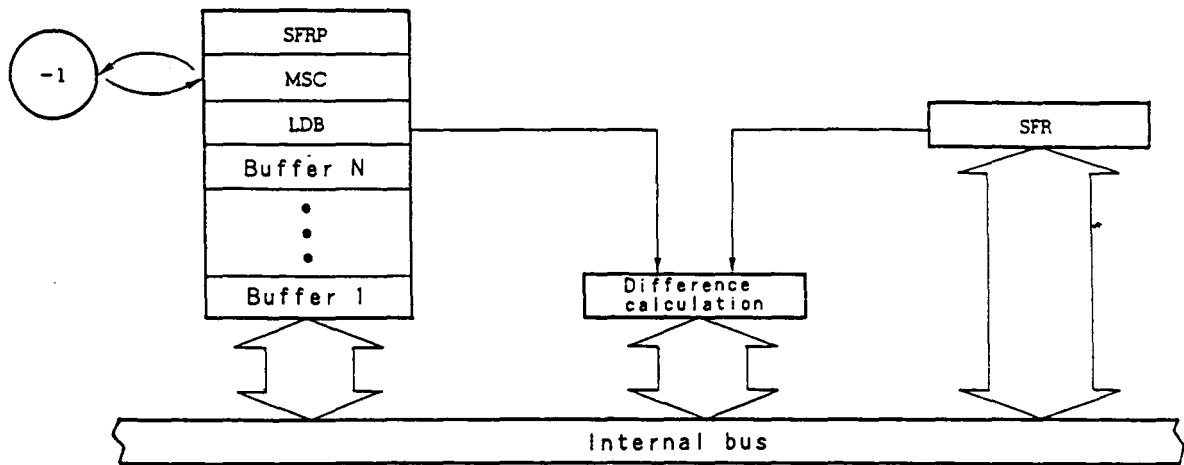 SFRP
-1
MSC
LDB
SFR
Buffer N
Buffer 1
Difference
calculation
Internal bus